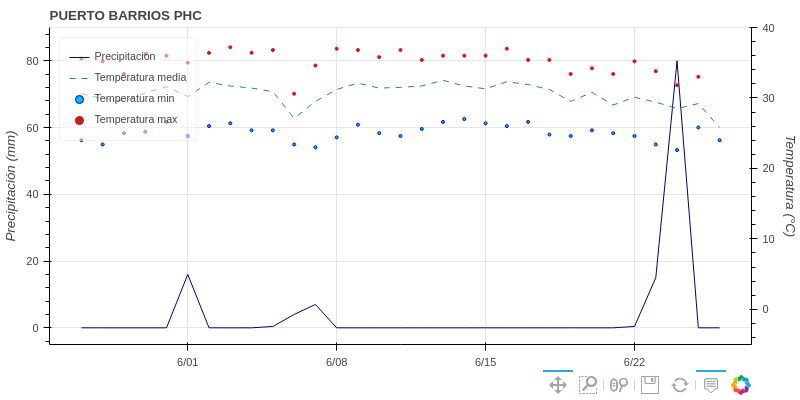 PUERTO BARRIOS PHC
Precipitación
Temperatura media
Temperatura min
Temperatura max
Precipitación (mm)
80
60
40
20
0
Temperatura (°C)
40
30
20
10
0
6/01
6/08
6/15
6/22